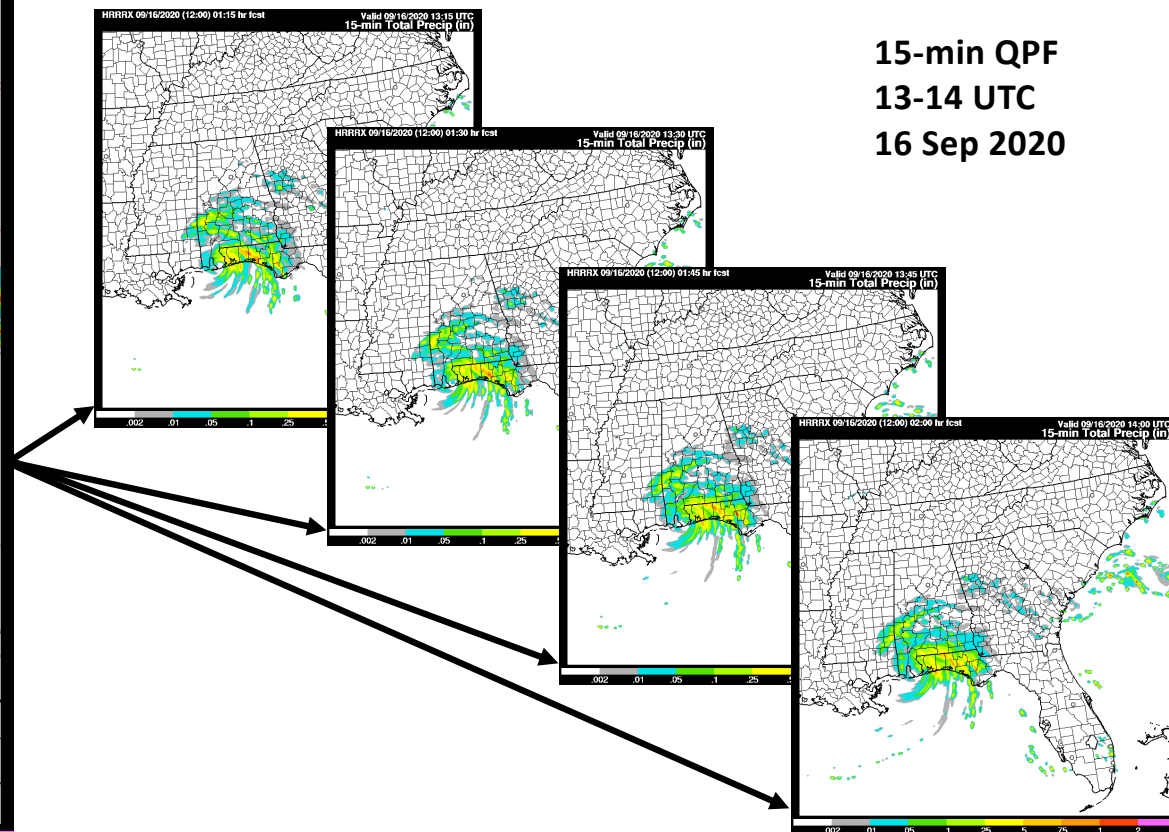 15-min QPF
13-14 UTC
16 Sep 2020
HRRRX 09/16/2020 (12:00) 01:15 hr fcst
Valid 09/16/2020 13:15 UTC
15-min Total Precip (in)
.002 .01 .05 .1 .25
HRRRX 09/16/2020 (12:00) 01:30 hr fcst
Valid 09/16/2020 13:30 UTC
15-min Total Precip (in)
.002 .01 .05 .1 .25
HRRRX 09/16/2020 (12:00) 01:45 hr fcst
Valid 09/16/2020 13:45 UTC
15-min Total Precip (in)
.002 .01 .05 .1 .25
HRRRX 09/16/2020 (12:00) 02:00 hr fcst
Valid 09/16/2020 14:00 UTC
15-min Total Precip (in)
.002 .01 .05 .1 .25 .5 .75 2